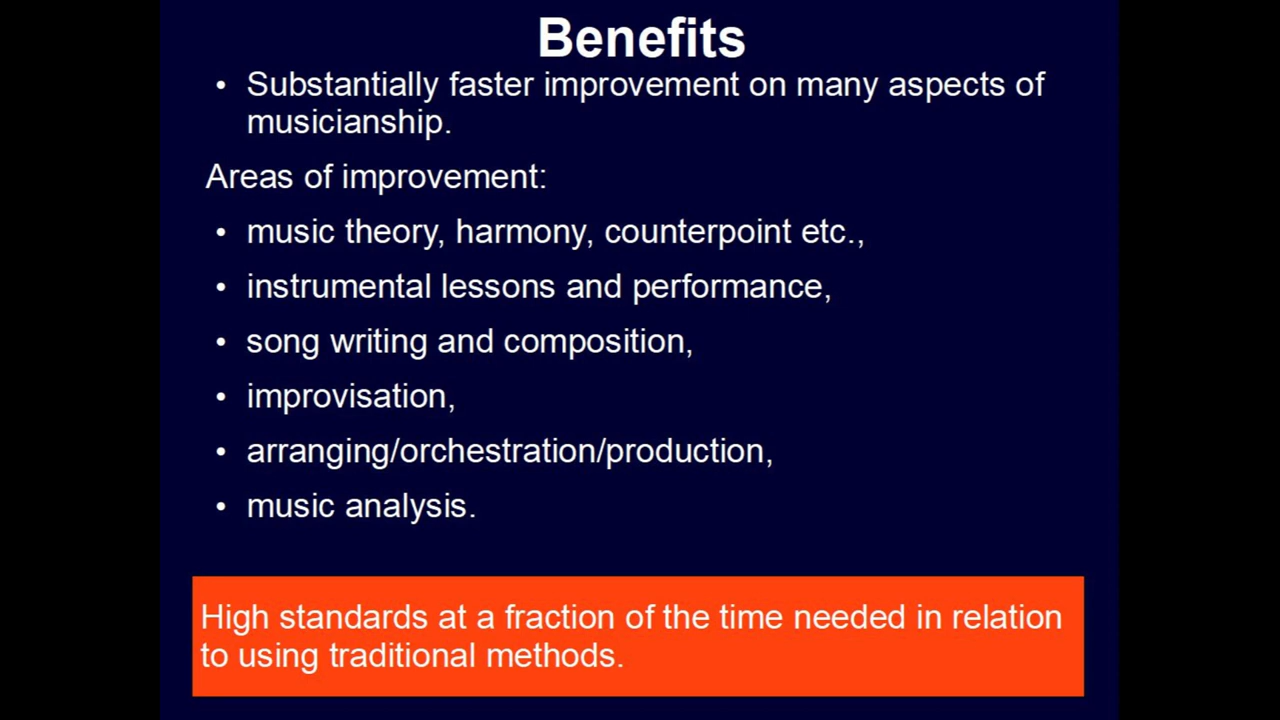 Benefits
• Substantially faster improvement on many aspects of
musicianship.
Areas of improvement:
• music theory, harmony, counterpoint etc.,
• instrumental lessons and performance,
• song writing and composition,
• improvisation,
• arranging/orchestration/production,
• music analysis.
High standards at a fraction of the time needed in relation
to using traditional methods.